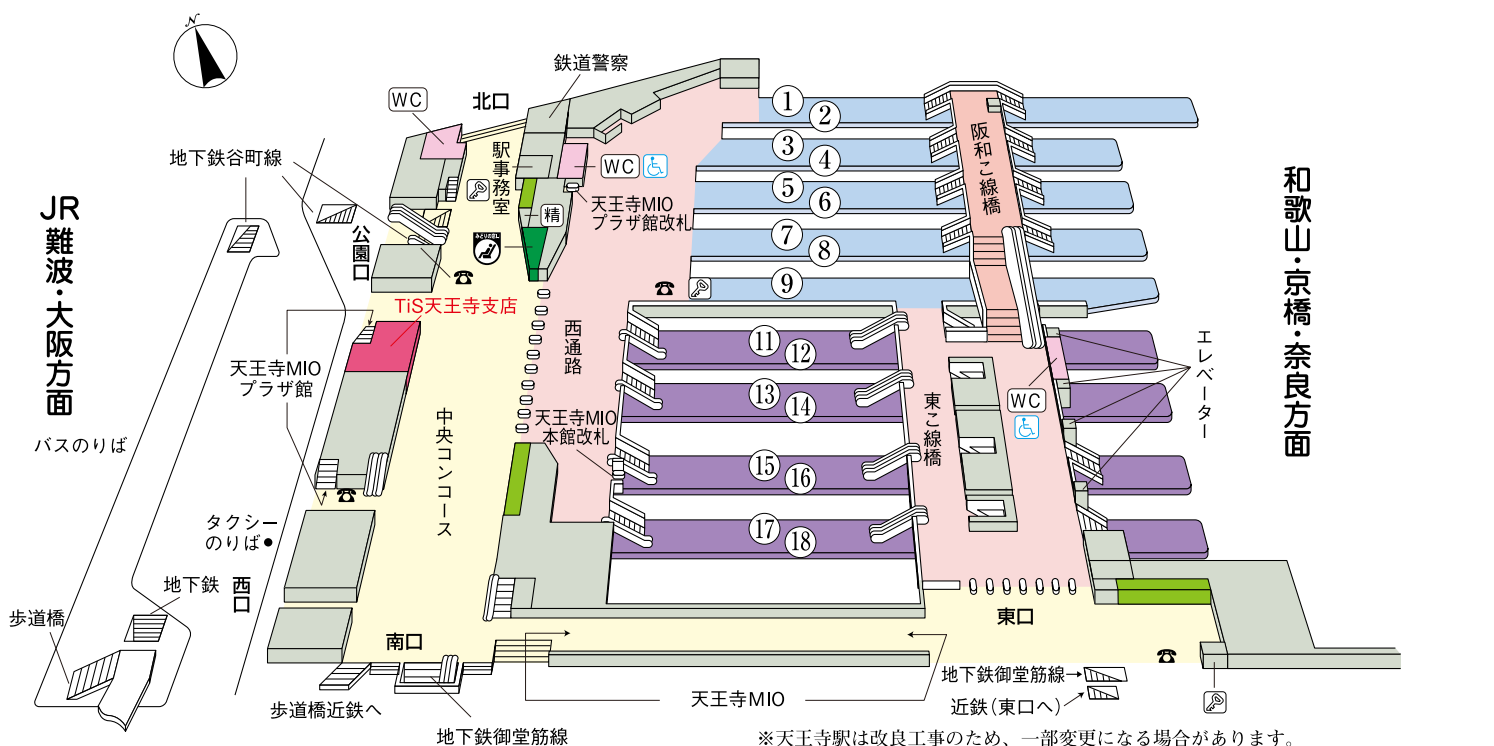 N
鉄道警察
WC
北口
地下鉄谷町線
駅事務室
WC
天王寺MIO
プラザ館改札
精
みどりの窓口
公園口
TiS天王寺支店
JR難波・大阪方面
バスのりば
天王寺MIO
プラザ館
中央コンコース
西通路
天王寺MIO
本館改札
①
②
③
④
⑤
⑥
⑦
⑧
⑨
⑪
⑫
⑬
⑭
⑮
⑯
⑰
⑱
阪和こ線橋
東こ線橋
WC
エレベーター
和歌山・京橋・奈良方面
タクシー
のりば
西口
地下鉄
歩道橋
南口
東口
歩道橋近鉄へ
地下鉄御堂筋線
天王寺MIO
地下鉄御堂筋線
近鉄(東口へ)
※天王寺駅は改良工事のため、一部変更になる場合があります。